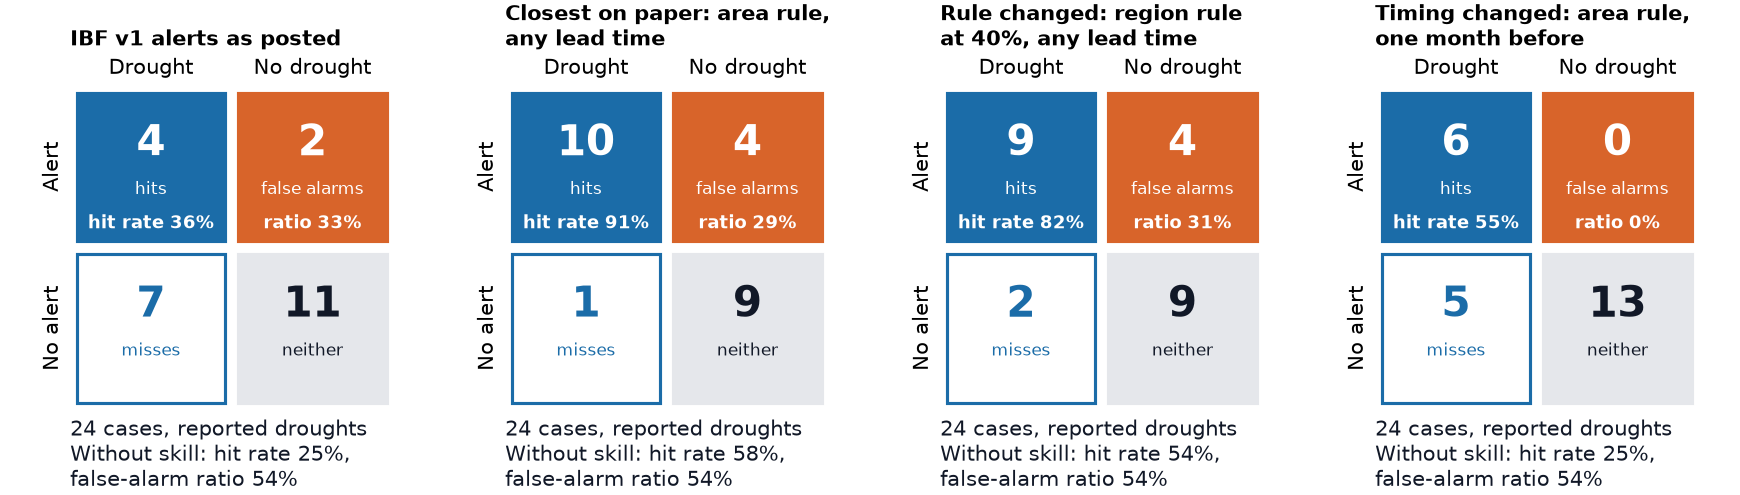 IBF v1 alerts as posted
Drought
No drought
Alert
4
hits
hit rate 36%
2
false alarms
ratio 33%
No alert
7
misses
11
neither
24 cases, reported droughts
Without skill: hit rate 25%,
false-alarm ratio 54%
Closest on paper: area rule,
any lead time
Drought
No drought
Alert
10
hits
hit rate 91%
4
false alarms
ratio 29%
No alert
1
misses
9
neither
24 cases, reported droughts
Without skill: hit rate 58%,
false-alarm ratio 54%
Rule changed: region rule
at 40%, any lead time
Drought
No drought
Alert
9
hits
hit rate 82%
4
false alarms
ratio 31%
No alert
2
misses
9
neither
24 cases, reported droughts
Without skill: hit rate 54%,
false-alarm ratio 54%
Timing changed: area rule,
one month before
Drought
No drought
Alert
6
hits
hit rate 55%
0
false alarms
ratio 0%
No alert
5
misses
13
neither
24 cases, reported droughts
Without skill: hit rate 25%,
false-alarm ratio 54%